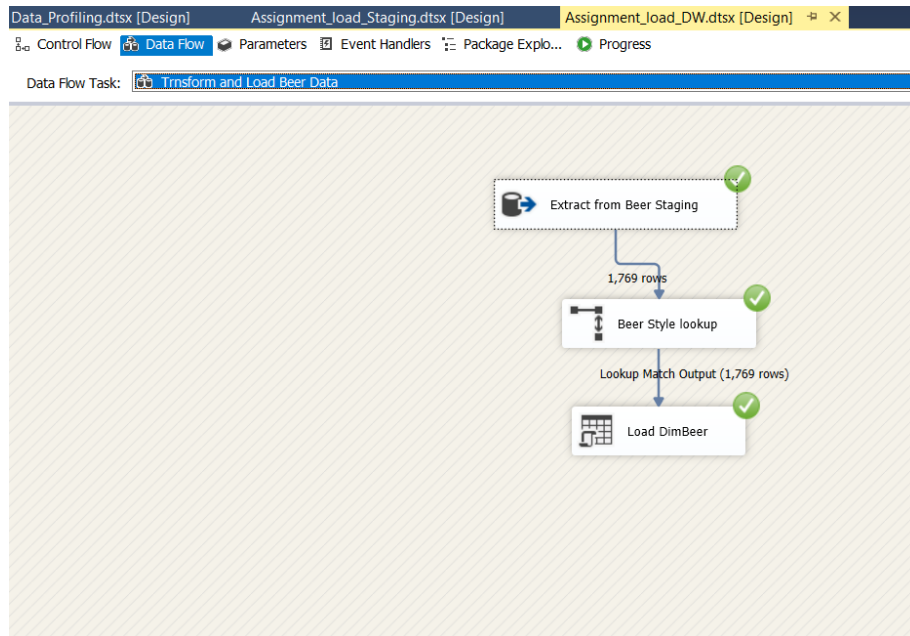 Data_Profiling.dtsx [Design] Assignment_load_Staging.dtsx [Design] Assignment_load_DW.dtsx [Design]
Control Flow Data Flow Parameters Event Handlers Package Explo... Progress
Data Flow Task: Trnsform and Load Beer Data
Extract from Beer Staging
1,769 rows
Beer Style lookup
Lookup Match Output (1,769 rows)
Load DimBeer